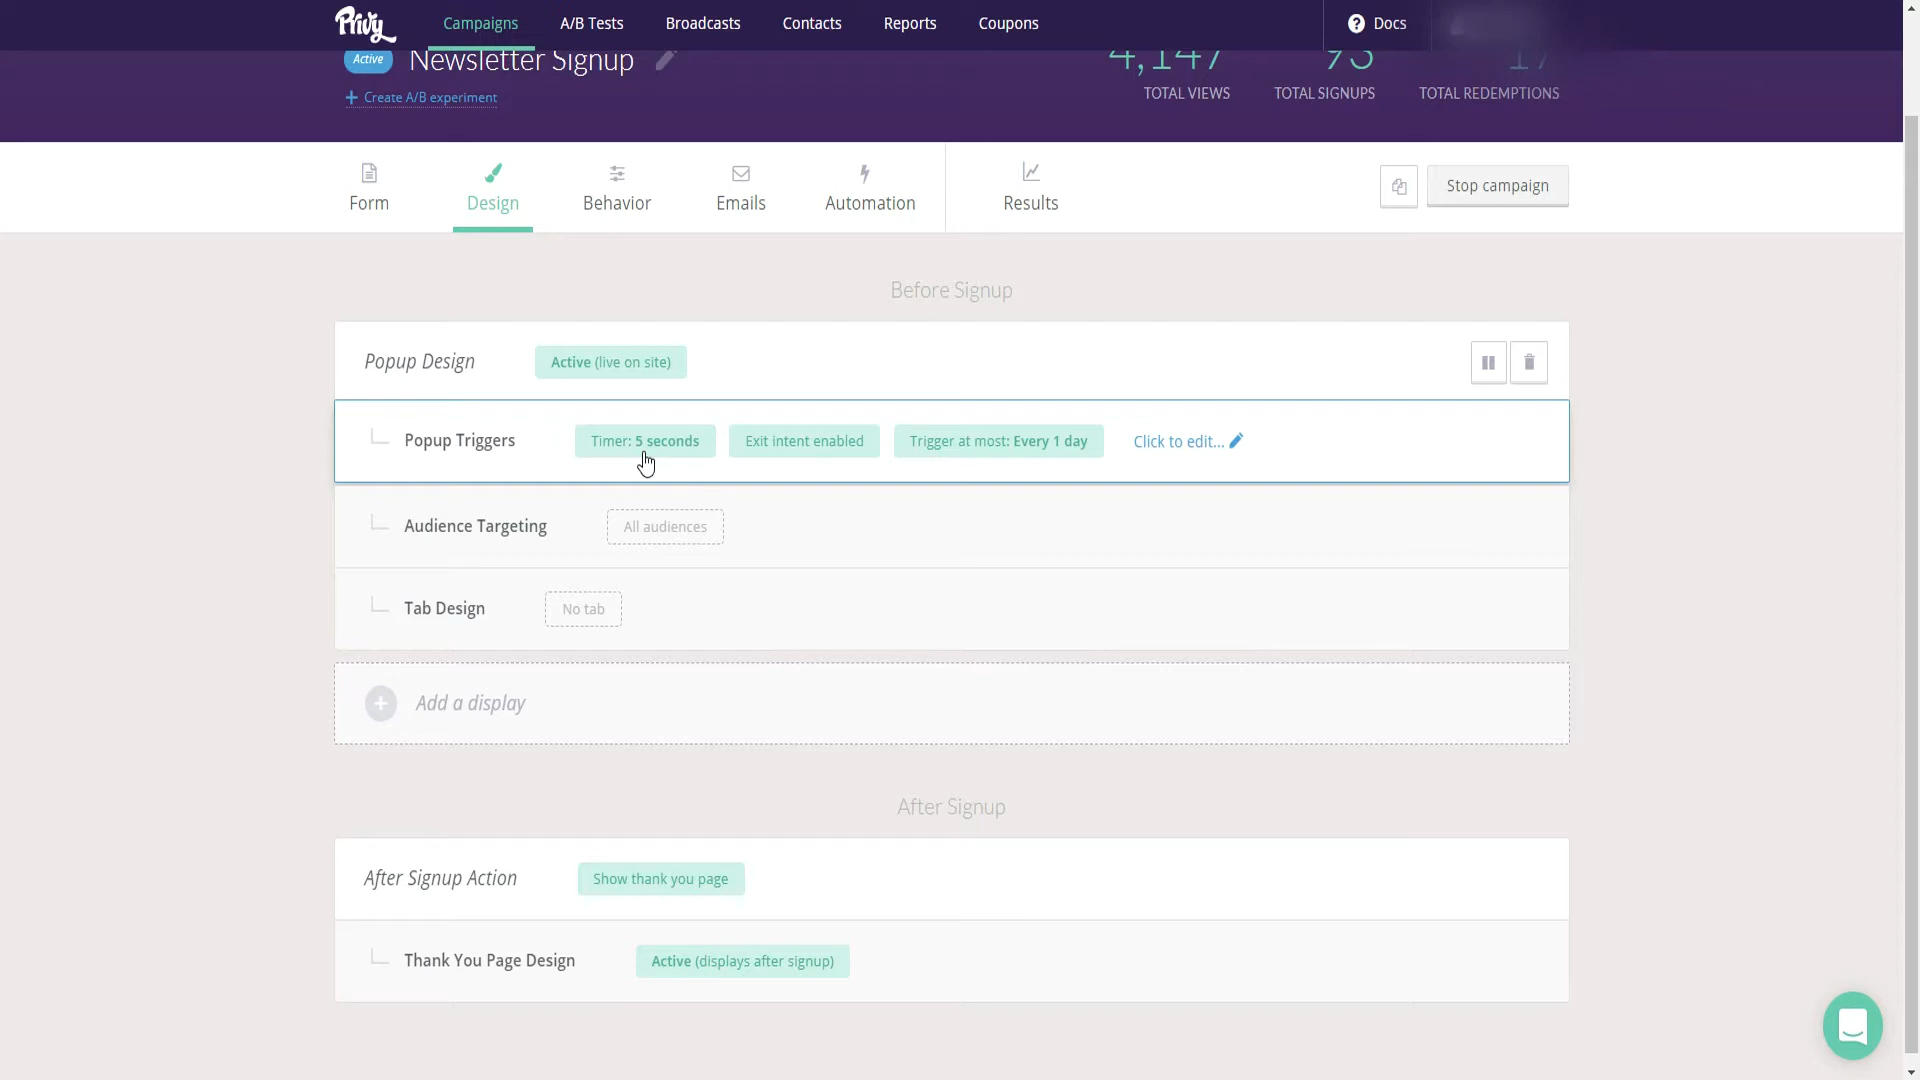 Privy
Campaigns
A/B Tests
Broadcasts
Contacts
Reports
Coupons
? Docs
Active
Newsletter Signup
+ Create A/B experiment
4,147
TOTAL VIEWS
TOTAL SIGNUPS
TOTAL REDEMPTIONS
Form
Design
Behavior
Emails
Automation
Results
Stop campaign
Before Signup
Popup Design
Active (live on site)
Popup Triggers
Timer: 5 seconds
Exit intent enabled
Trigger at most: Every 1 day
Click to edit...
Audience Targeting
All audiences
Tab Design
No tab
+ Add a display
After Signup
After Signup Action
Show thank you page
Thank You Page Design
Active (displays after signup)